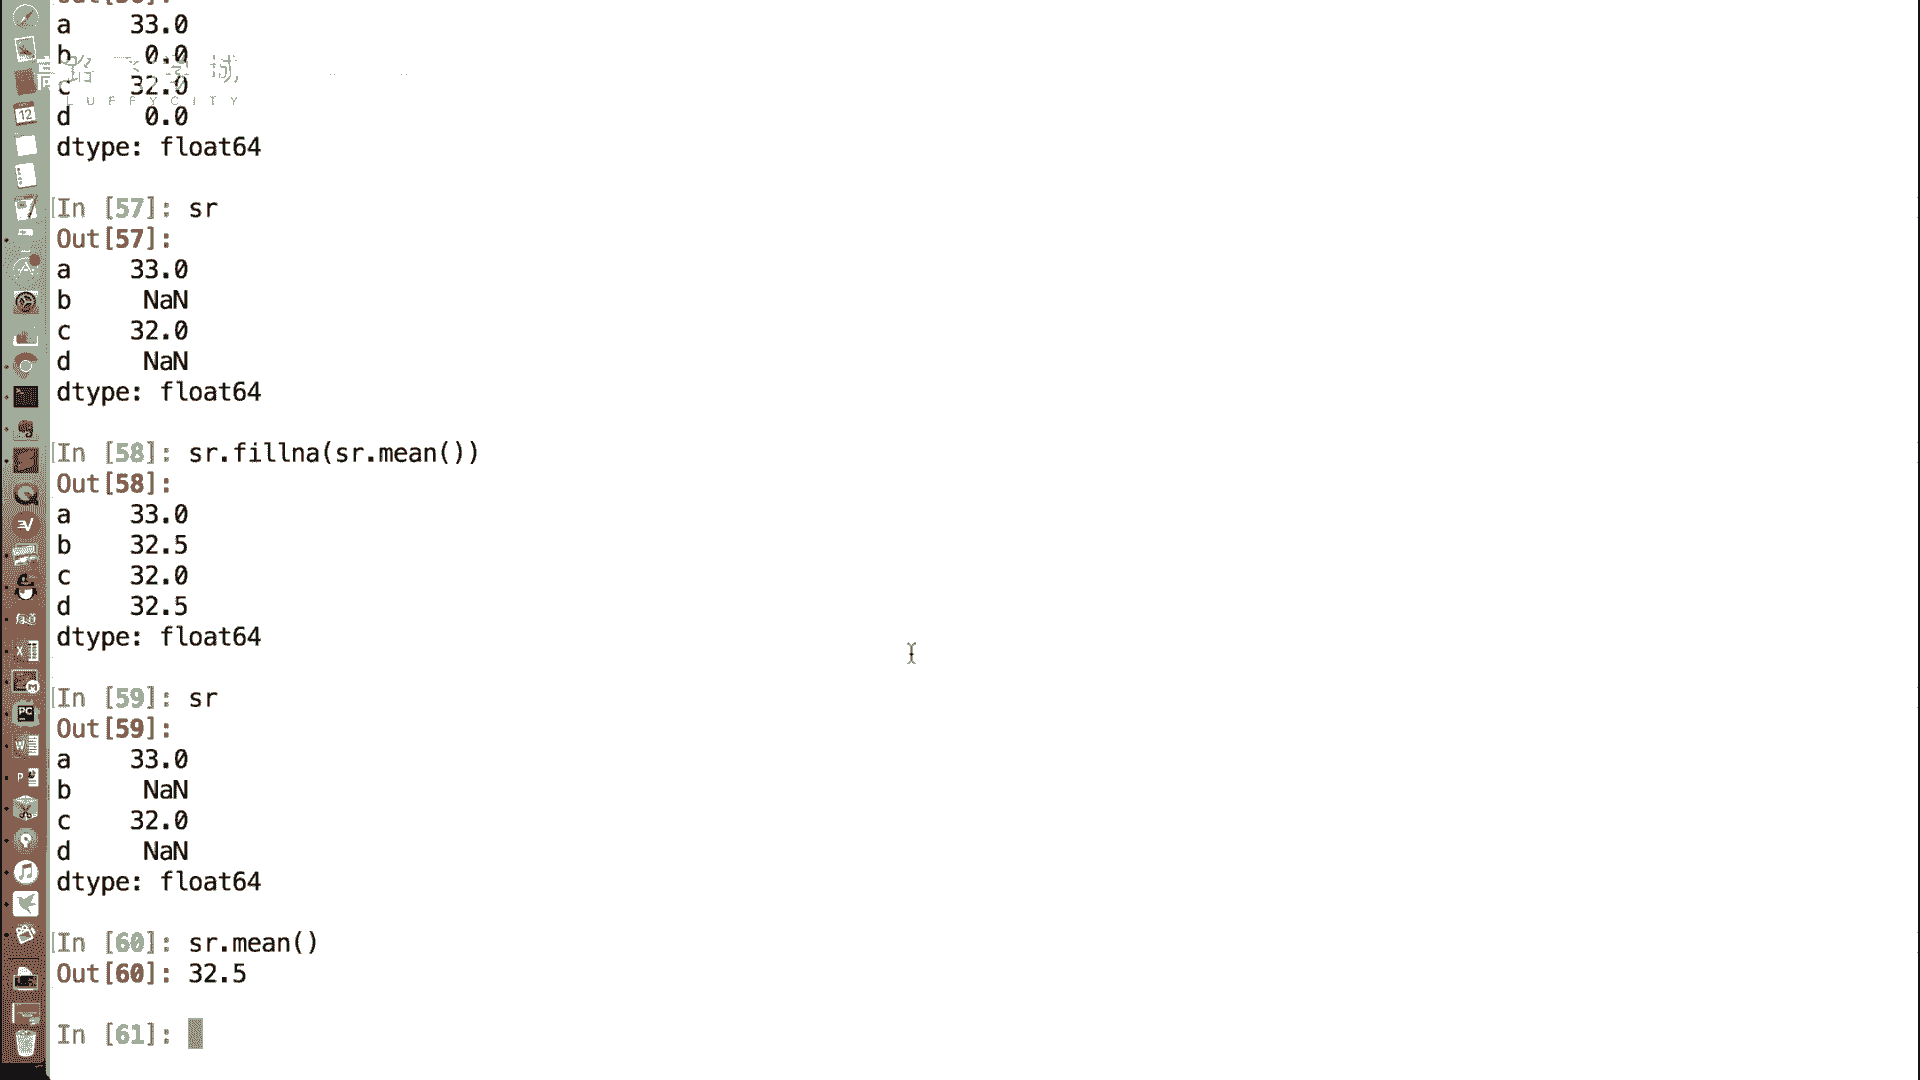 a    33.0
b     0.0
c    32.0
LUFFYCITY
d     0.0
dtype: float64
In [57]: sr
Out[57]:
a    33.0
b     NaN
c    32.0
d     NaN
dtype: float64
In [58]: sr.fillna(sr.mean())
Out[58]:
a    33.0
b    32.5
c    32.0
d    32.5
dtype: float64
In [59]: sr
Out[59]:
a    33.0
b     NaN
c    32.0
d     NaN
dtype: float64
In [60]: sr.mean()
Out[60]: 32.5
In [61]: